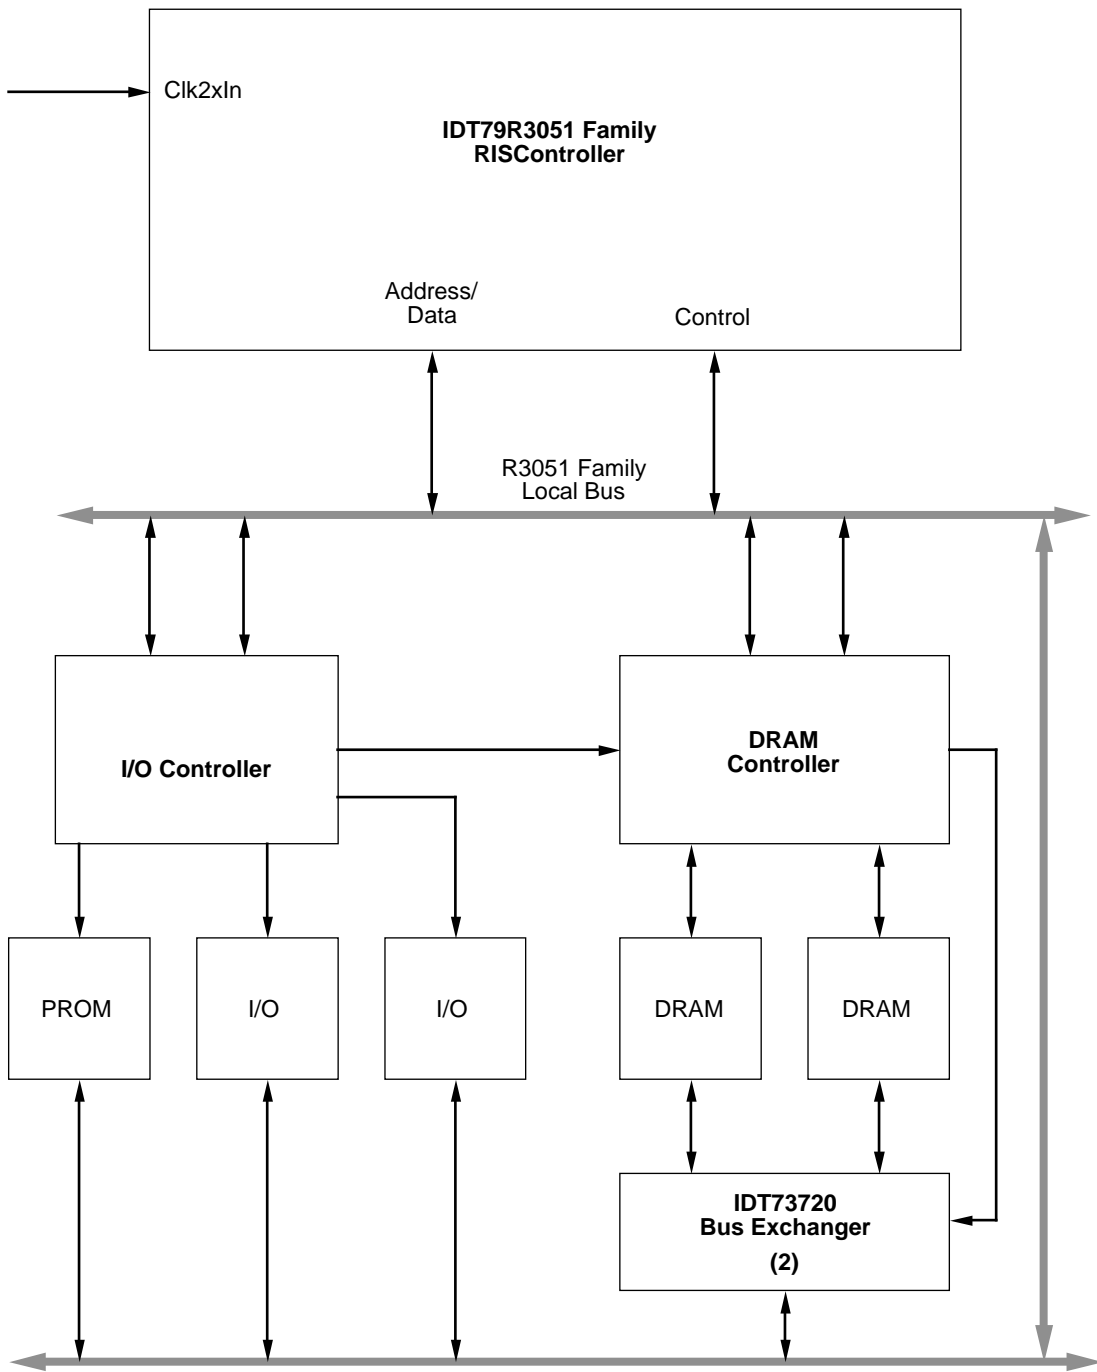 Clk2xIn
IDT79R3051 Family
RISController
Address/
Data
Control
R3051 Family
Local Bus
I/O Controller
DRAM
Controller
PROM
I/O
I/O
DRAM
DRAM
IDT73720
Bus Exchanger
(2)